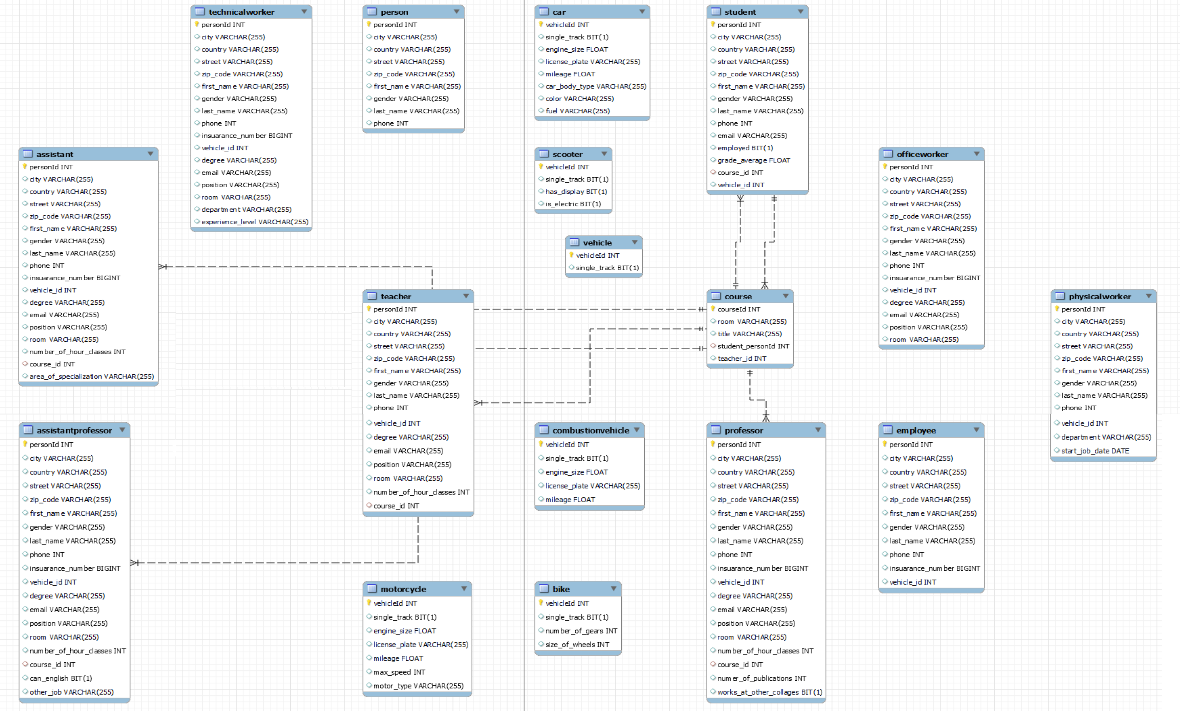 technicalworker
personId INT
city VARCHAR(255)
country VARCHAR(255)
street VARCHAR(255)
zip_code VARCHAR(255)
first_name VARCHAR(255)
gender VARCHAR(255)
last_name VARCHAR(255)
phone INT
insuarance_number BIGINT
vehicle_id INT
degree VARCHAR(255)
email VARCHAR(255)
position VARCHAR(255)
room VARCHAR(255)
department VARCHAR(255)
experience_level VARCHAR(255)
person
personId INT
city VARCHAR(255)
country VARCHAR(255)
street VARCHAR(255)
zip_code VARCHAR(255)
first_name VARCHAR(255)
gender VARCHAR(255)
last_name VARCHAR(255)
phone INT
car
vehicleId INT
single_track BIT(1)
engine_size FLOAT
license_plate VARCHAR(255)
mileage FLOAT
car_body_type VARCHAR(255)
color VARCHAR(255)
fuel VARCHAR(255)
student
personId INT
city VARCHAR(255)
country VARCHAR(255)
street VARCHAR(255)
zip_code VARCHAR(255)
first_name VARCHAR(255)
gender VARCHAR(255)
last_name VARCHAR(255)
phone INT
email VARCHAR(255)
employed BIT(1)
grade_average FLOAT
course_id INT
vehicle_id INT
assistant
personId INT
city VARCHAR(255)
country VARCHAR(255)
street VARCHAR(255)
zip_code VARCHAR(255)
first_name VARCHAR(255)
gender VARCHAR(255)
last_name VARCHAR(255)
phone INT
insuarance_number BIGINT
vehicle_id INT
degree VARCHAR(255)
email VARCHAR(255)
position VARCHAR(255)
room VARCHAR(255)
number_of_hour_classes INT
course_id INT
area_of_specialization VARCHAR(255)
scooter
vehicleId INT
single_track BIT(1)
has_display BIT(1)
is_electric BIT(1)
officeworker
personId INT
city VARCHAR(255)
country VARCHAR(255)
street VARCHAR(255)
zip_code VARCHAR(255)
first_name VARCHAR(255)
gender VARCHAR(255)
last_name VARCHAR(255)
phone INT
insuarance_number BIGINT
vehicle_id INT
degree VARCHAR(255)
email VARCHAR(255)
position VARCHAR(255)
room VARCHAR(255)
vehicle
vehicleId INT
single_track BIT(1)
teacher
personId INT
city VARCHAR(255)
country VARCHAR(255)
street VARCHAR(255)
zip_code VARCHAR(255)
first_name VARCHAR(255)
gender VARCHAR(255)
last_name VARCHAR(255)
phone INT
vehicle_id INT
degree VARCHAR(255)
email VARCHAR(255)
position VARCHAR(255)
room VARCHAR(255)
number_of_hour_classes INT
course_id INT
course
courseId INT
room VARCHAR(255)
title VARCHAR(255)
student_personId INT
teacher_id INT
physicalworker
personId INT
city VARCHAR(255)
country VARCHAR(255)
street VARCHAR(255)
zip_code VARCHAR(255)
first_name VARCHAR(255)
gender VARCHAR(255)
last_name VARCHAR(255)
phone INT
vehicle_id INT
department VARCHAR(255)
start_job_date DATE
assistantprofessor
personId INT
city VARCHAR(255)
country VARCHAR(255)
street VARCHAR(255)
zip_code VARCHAR(255)
first_name VARCHAR(255)
gender VARCHAR(255)
last_name VARCHAR(255)
phone INT
insuarance_number BIGINT
vehicle_id INT
degree VARCHAR(255)
email VARCHAR(255)
position VARCHAR(255)
room VARCHAR(255)
number_of_hour_classes INT
course_id INT
can_english BIT(1)
other_job VARCHAR(255)
combustionvehicle
vehicleId INT
single_track BIT(1)
engine_size FLOAT
license_plate VARCHAR(255)
mileage FLOAT
professor
personId INT
city VARCHAR(255)
country VARCHAR(255)
street VARCHAR(255)
zip_code VARCHAR(255)
first_name VARCHAR(255)
gender VARCHAR(255)
last_name VARCHAR(255)
phone INT
insuarance_number BIGINT
vehicle_id INT
degree VARCHAR(255)
email VARCHAR(255)
position VARCHAR(255)
room VARCHAR(255)
number_of_hour_classes INT
course_id INT
numer_of_publications INT
works_at_other_collages BIT(1)
employee
personId INT
city VARCHAR(255)
country VARCHAR(255)
street VARCHAR(255)
zip_code VARCHAR(255)
first_name VARCHAR(255)
gender VARCHAR(255)
last_name VARCHAR(255)
phone INT
insuarance_number BIGINT
vehicle_id INT
motorcycle
vehicleId INT
single_track BIT(1)
engine_size FLOAT
license_plate VARCHAR(255)
mileage FLOAT
max_speed INT
motor_type VARCHAR(255)
bike
vehicleId INT
single_track BIT(1)
number_of_gears INT
size_of_wheels INT